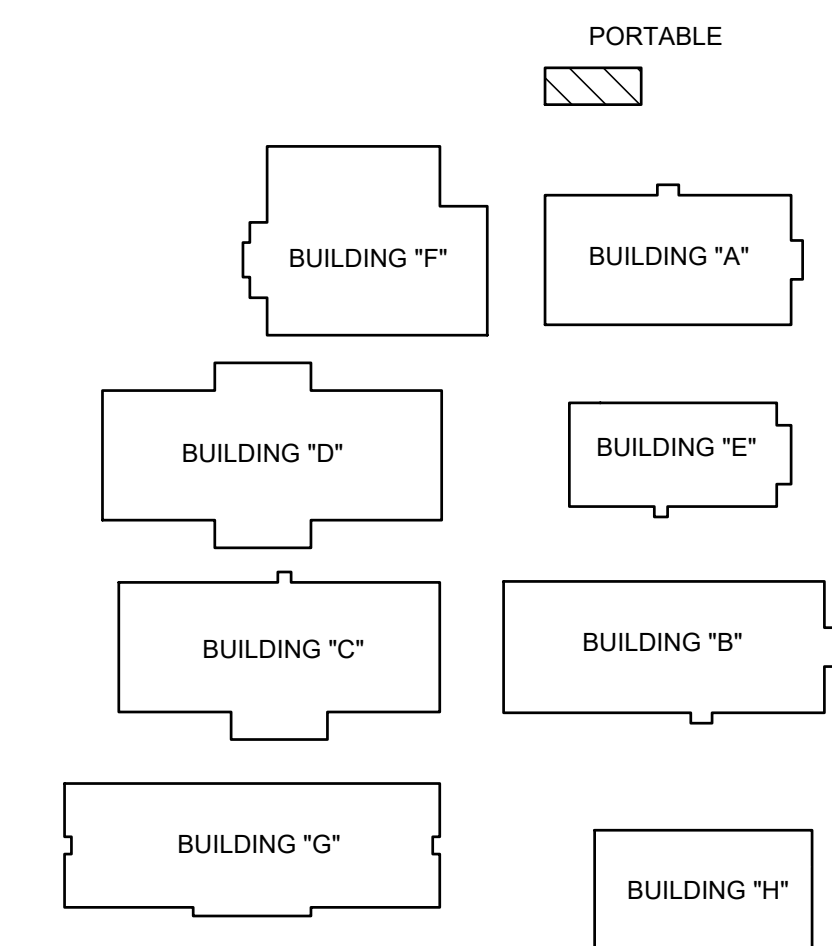 PORTABLE
BUILDING "F"
BUILDING "A"
BUILDING "D"
BUILDING "E"
BUILDING "C"
BUILDING "B"
BUILDING "G"
BUILDING "H"